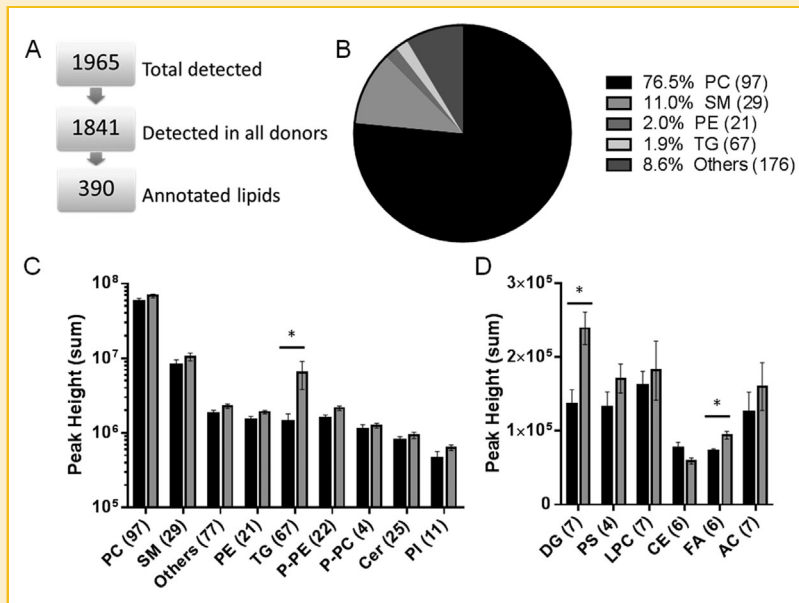 A
1965 Total detected
1841 Detected in all donors
390 Annotated lipids
B
76.5% PC (97)
11.0% SM (29)
2.0% PE (21)
1.9% TG (67)
8.6% Others (176)
C
Peak Height (sum)
10⁸
10⁷
10⁶
10⁵
*
PC (97)
SM (29)
Others (77)
PE (21)
TG (67)
P-PE (22)
P-PC (4)
Cer (25)
PI (11)
D
Peak Height (sum)
3×10⁵
2×10⁵
1×10⁵
0
*
*
DG (7)
PS (4)
LPC (7)
CE (6)
FA (6)
AC (7)